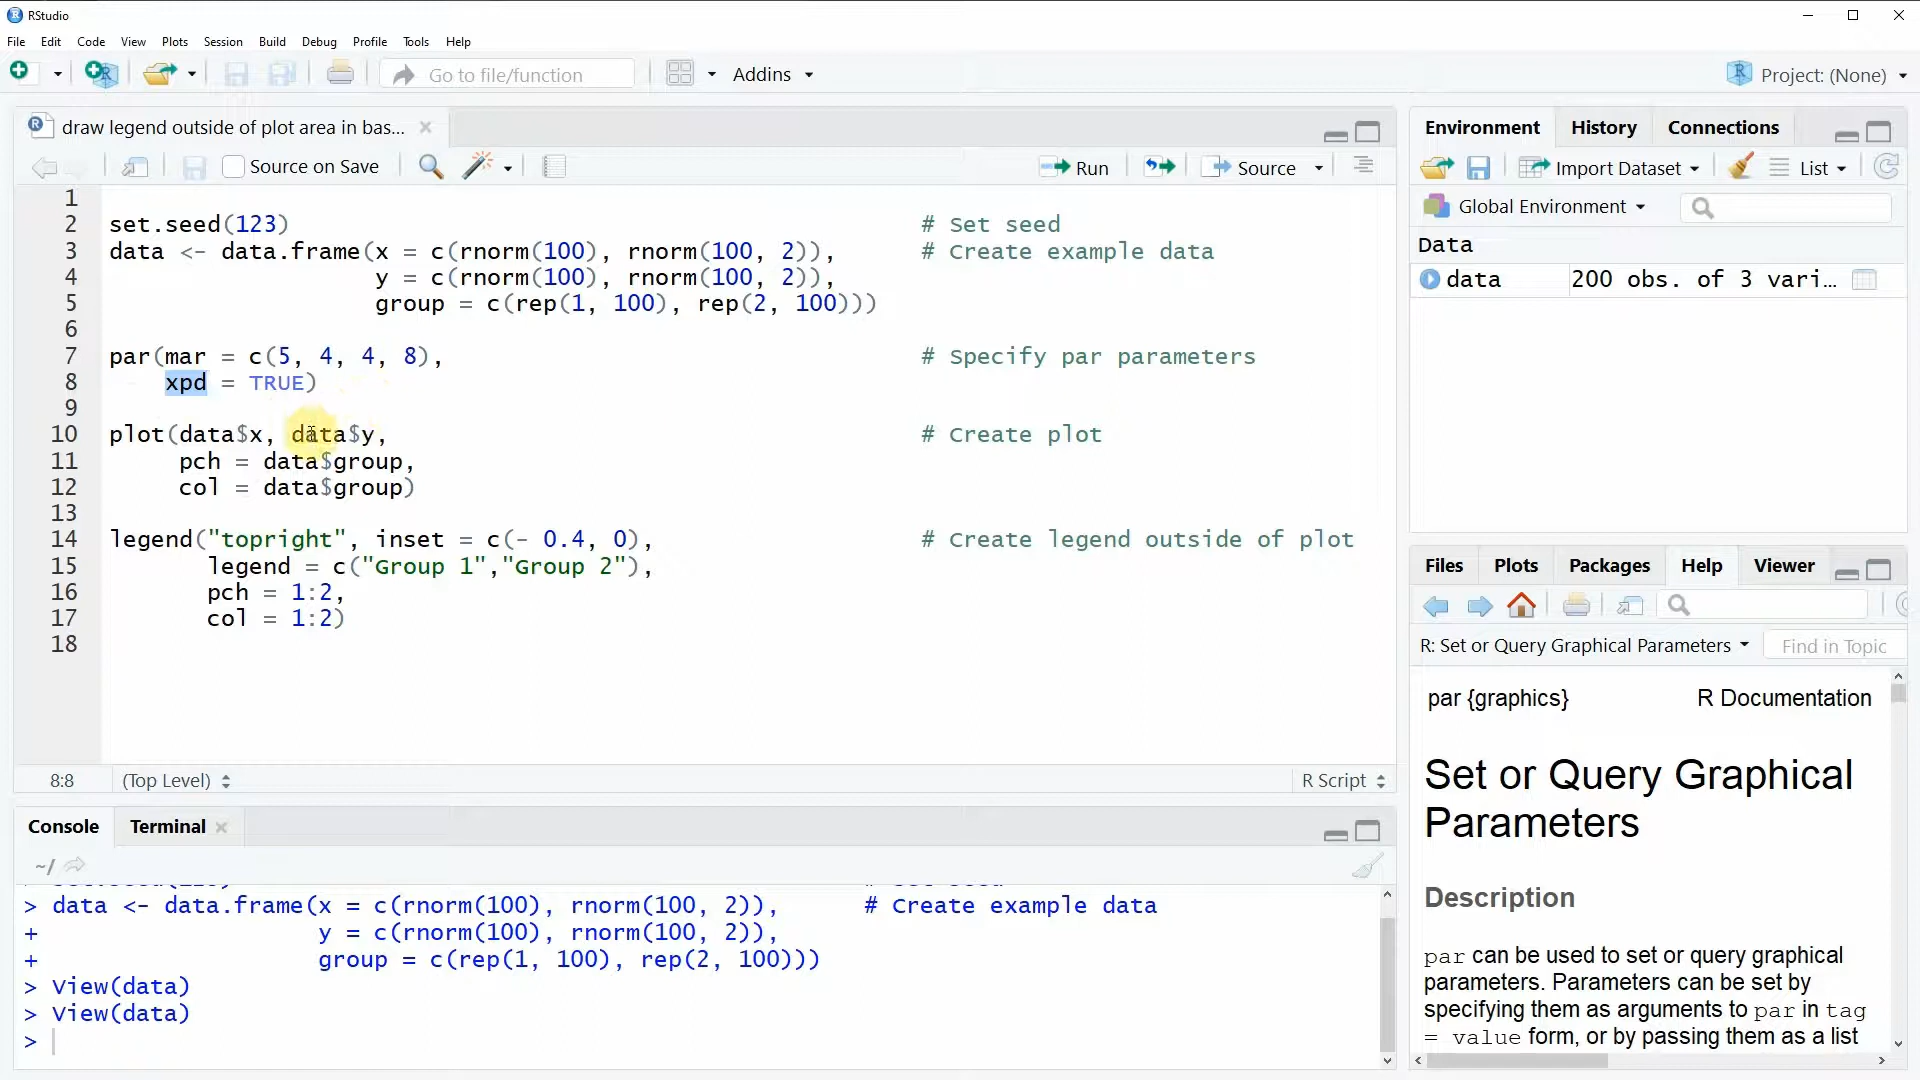 RStudio
File Edit Code View Plots Session Build Debug Profile Tools Help
Go to file/function Addins Project: (None)
draw legend outside of plot area in bas...
Source on Save Run Source
1
2 set.seed(123) # Set seed
3 data <- data.frame(x = c(rnorm(100), rnorm(100, 2)), # Create example data
4 y = c(rnorm(100), rnorm(100, 2)),
5 group = c(rep(1, 100), rep(2, 100)))
6
7 par(mar = c(5, 4, 4, 8), # Specify par parameters
8 xpd = TRUE)
9
10 plot(data$x, data$y, # Create plot
11 pch = data$group,
12 col = data$group)
13
14 legend("topright", inset = c(- 0.4, 0), # Create legend outside of plot
15 legend = c("Group 1","Group 2"),
16 pch = 1:2,
17 col = 1:2)
18
8:8 (Top Level) R Script
Console Terminal
~/
> data <- data.frame(x = c(rnorm(100), rnorm(100, 2)), # Create example data
+ y = c(rnorm(100), rnorm(100, 2)),
+ group = c(rep(1, 100), rep(2, 100)))
> View(data)
> View(data)
>
Environment History Connections
Import Dataset List
Global Environment
Data
data 200 obs. of 3 vari…
Files Plots Packages Help Viewer
R: Set or Query Graphical Parameters Find in Topic
par {graphics} R Documentation
Set or Query Graphical
Parameters
Description
par can be used to set or query graphical
parameters. Parameters can be set by
specifying them as arguments to par in tag
= value form, or by passing them as a list